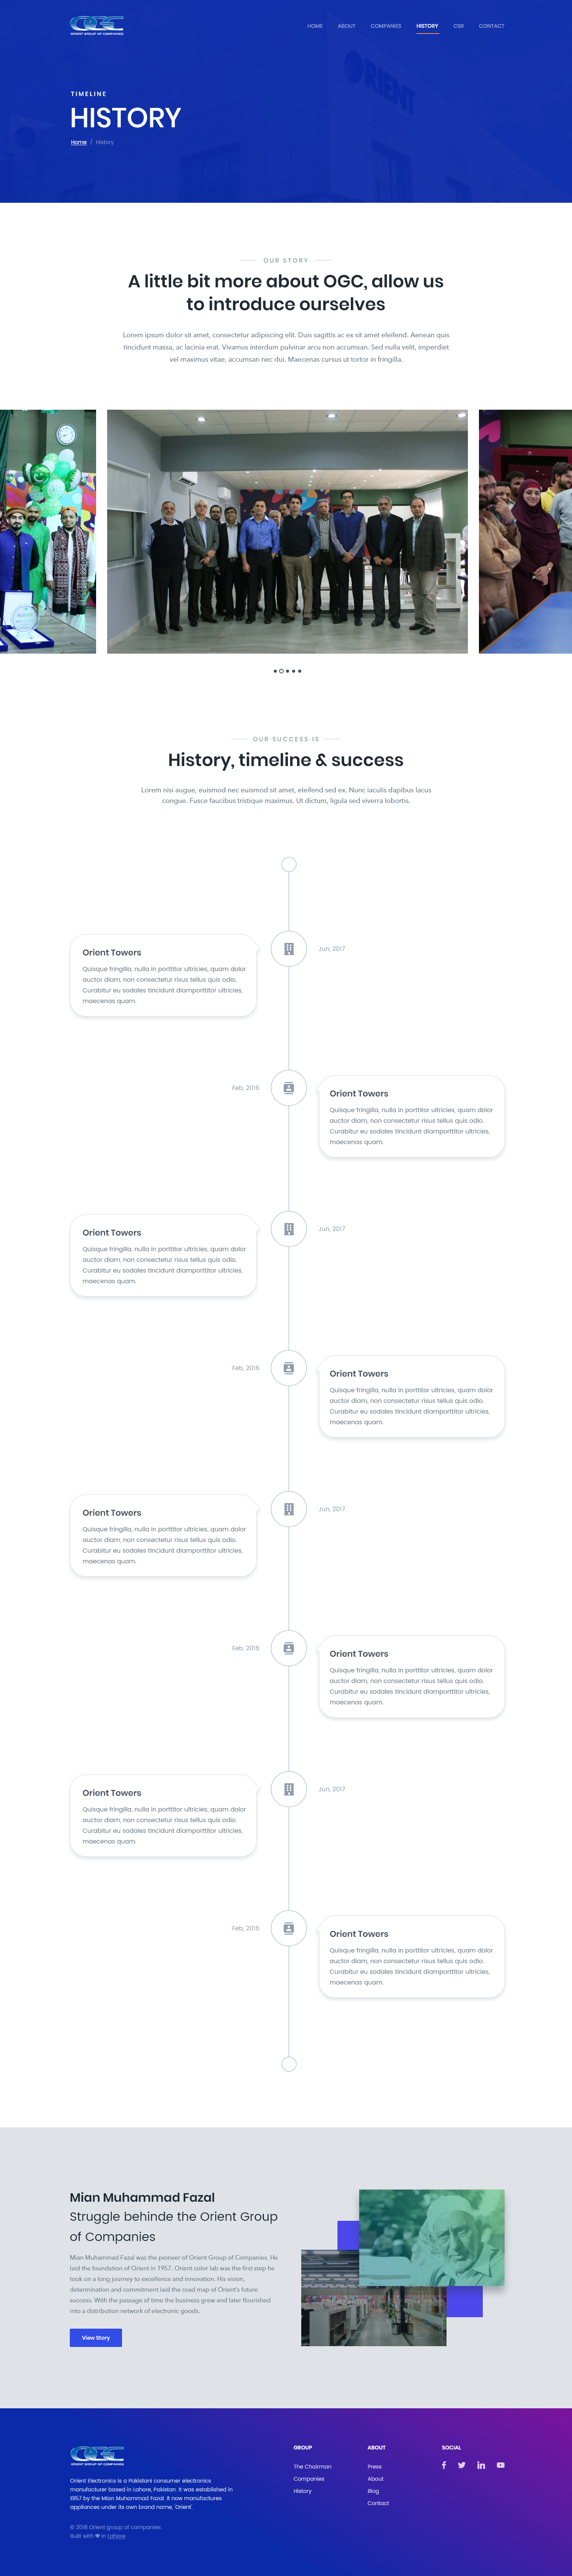 OGC
ORIENT GROUP OF COMPANIES
HOME ABOUT COMPANIES HISTORY CSR CONTACT
ORIENT
TIMELINE
HISTORY
Home / History
OUR STORY
A little bit more about OGC, allow us
to introduce ourselves
Lorem ipsum dolor sit amet, consectetur adipiscing elit. Duis sagittis ac ex sit amet eleifend. Aenean quis
tincidunt massa, ac lacinia erat. Vivamus interdum pulvinar arcu non accumsan. Sed nulla velit, imperdiet
vel maximus vitae, accumsan nec dui. Maecenas cursus ut tortor in fringilla.
OUR SUCCESS IS
History, timeline & success
Lorem nisi augue, euismod nec euismod sit amet, eleifend sed ex. Nunc iaculis dapibus lacus
congue. Fusce faucibus tristique maximus. Ut dictum, ligula sed viverra lobortis.
Orient Towers
Quisque fringilla, nulla in porttitor ultricies, quam dolor
auctor diam, non consectetur risus tellus quis odio.
Curabitur eu sodales tincidunt diamporttitor ultricies,
maecenas quam.
Jun, 2017
Feb, 2016
Orient Towers
Quisque fringilla, nulla in porttitor ultricies, quam dolor
auctor diam, non consectetur risus tellus quis odio.
Curabitur eu sodales tincidunt diamporttitor ultricies,
maecenas quam.
Orient Towers
Quisque fringilla, nulla in porttitor ultricies, quam dolor
auctor diam, non consectetur risus tellus quis odio.
Curabitur eu sodales tincidunt diamporttitor ultricies,
maecenas quam.
Jun, 2017
Feb, 2016
Orient Towers
Quisque fringilla, nulla in porttitor ultricies, quam dolor
auctor diam, non consectetur risus tellus quis odio.
Curabitur eu sodales tincidunt diamporttitor ultricies,
maecenas quam.
Orient Towers
Quisque fringilla, nulla in porttitor ultricies, quam dolor
auctor diam, non consectetur risus tellus quis odio.
Curabitur eu sodales tincidunt diamporttitor ultricies,
maecenas quam.
Jun, 2017
Feb, 2016
Orient Towers
Quisque fringilla, nulla in porttitor ultricies, quam dolor
auctor diam, non consectetur risus tellus quis odio.
Curabitur eu sodales tincidunt diamporttitor ultricies,
maecenas quam.
Orient Towers
Quisque fringilla, nulla in porttitor ultricies, quam dolor
auctor diam, non consectetur risus tellus quis odio.
Curabitur eu sodales tincidunt diamporttitor ultricies,
maecenas quam.
Jun, 2017
Feb, 2016
Orient Towers
Quisque fringilla, nulla in porttitor ultricies, quam dolor
auctor diam, non consectetur risus tellus quis odio.
Curabitur eu sodales tincidunt diamporttitor ultricies,
maecenas quam.
Mian Muhammad Fazal
Struggle behinde the Orient Group
of Companies
Mian Muhammad Fazal was the pioneer of Orient Group of Companies. He
laid the foundation of Orient in 1957. Orient color lab was the first step he
took on a long journey to excellence and innovation. His vision,
determination and commitment laid the road map of Orient's future
success. With the passage of time the business grew and later flourished
into a distribution network of electronic goods.
View Story
OGC
ORIENT GROUP OF COMPANIES
Orient Electronics is a Pakistani consumer electronics
manufacturer based in Lahore, Pakistan. It was established in
1957 by the Mian Muhammad Fazal. It now manufactures
appliances under its own brand name, 'Orient'.
© 2018 Orient group of companies.
Built with ♥ in Lahore
GROUP
The Chairman
Companies
History
ABOUT
Press
About
Blog
Contact
SOCIAL